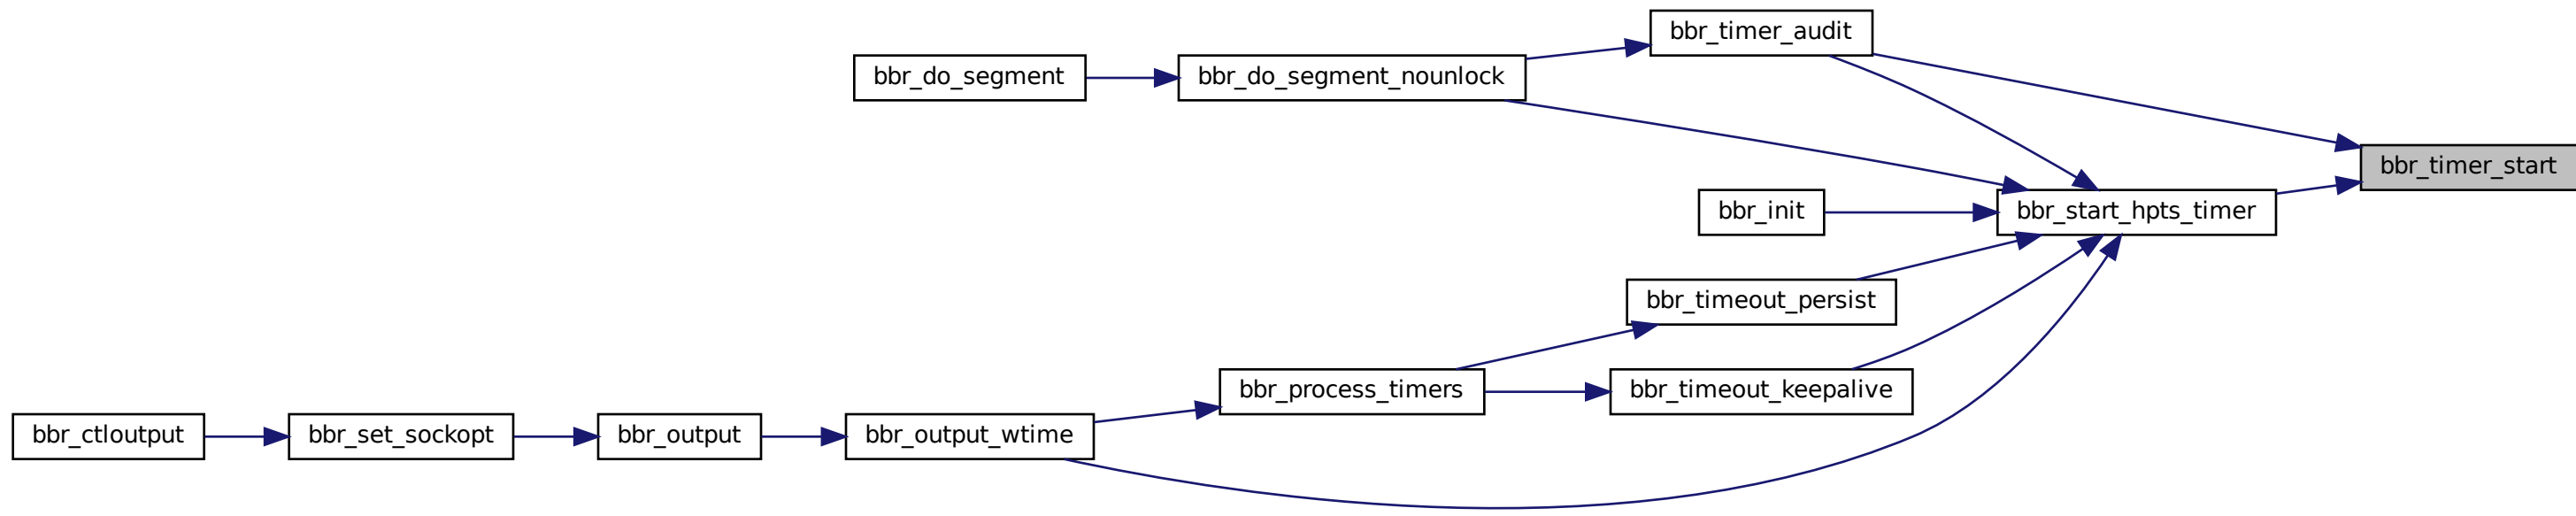 bbr_timer_audit
bbr_do_segment
bbr_do_segment_nounlock
bbr_timer_start
bbr_init
bbr_start_hpts_timer
bbr_timeout_persist
bbr_process_timers
bbr_timeout_keepalive
bbr_ctloutput
bbr_set_sockopt
bbr_output
bbr_output_wtime